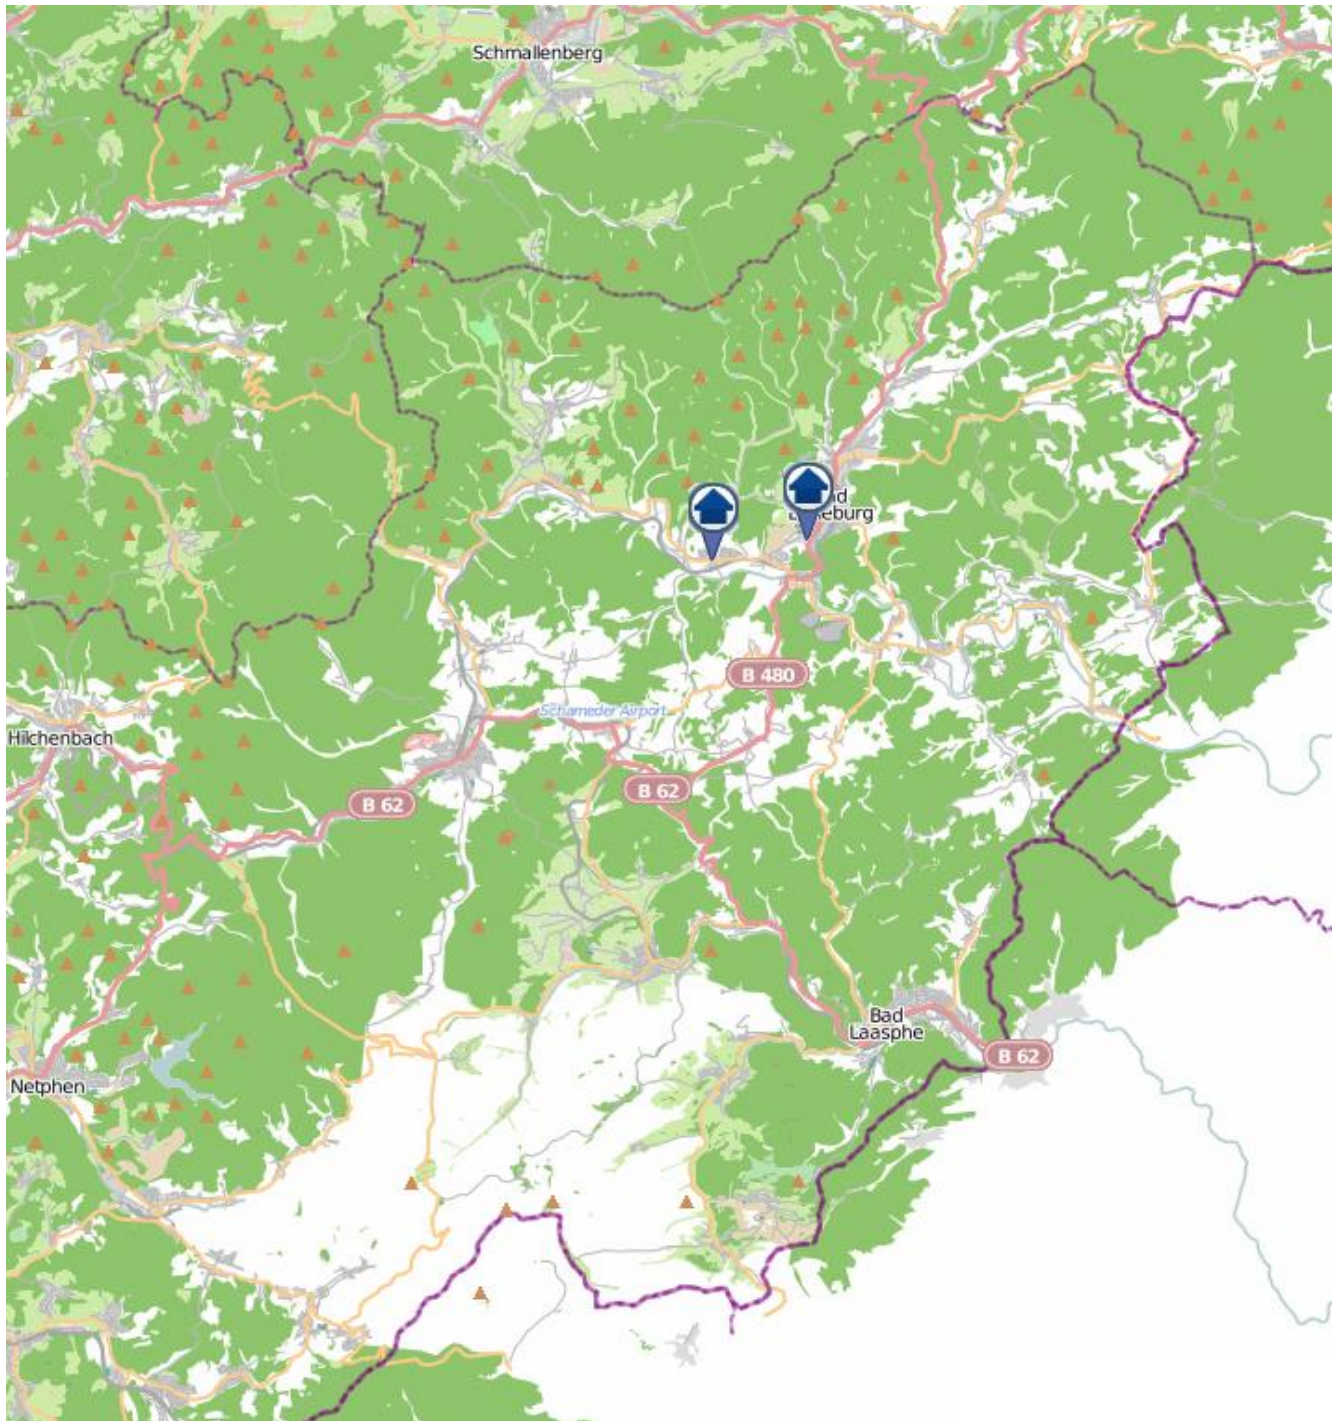 Schmallenberg
B 480
Schameder Airport
Hilchenbach
B 62
B 62
Bad
Laasphe
B 62
Netphen